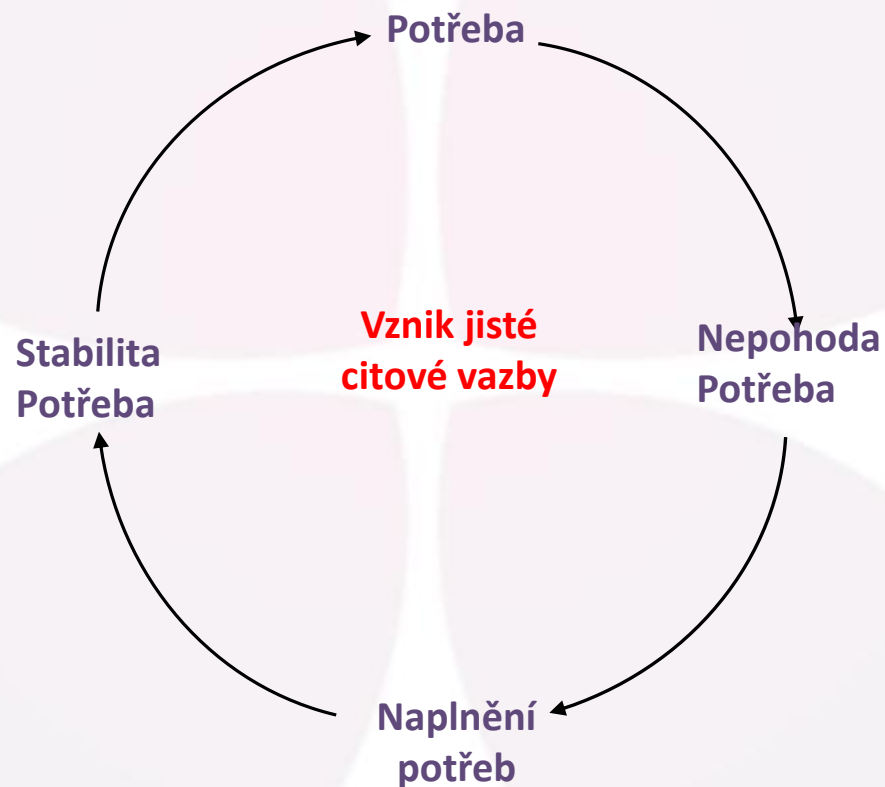 Potřeba
Vznik jisté
citové vazby
Nepohoda
Potřeba
Stabilita
Potřeba
Naplnění
potřeb